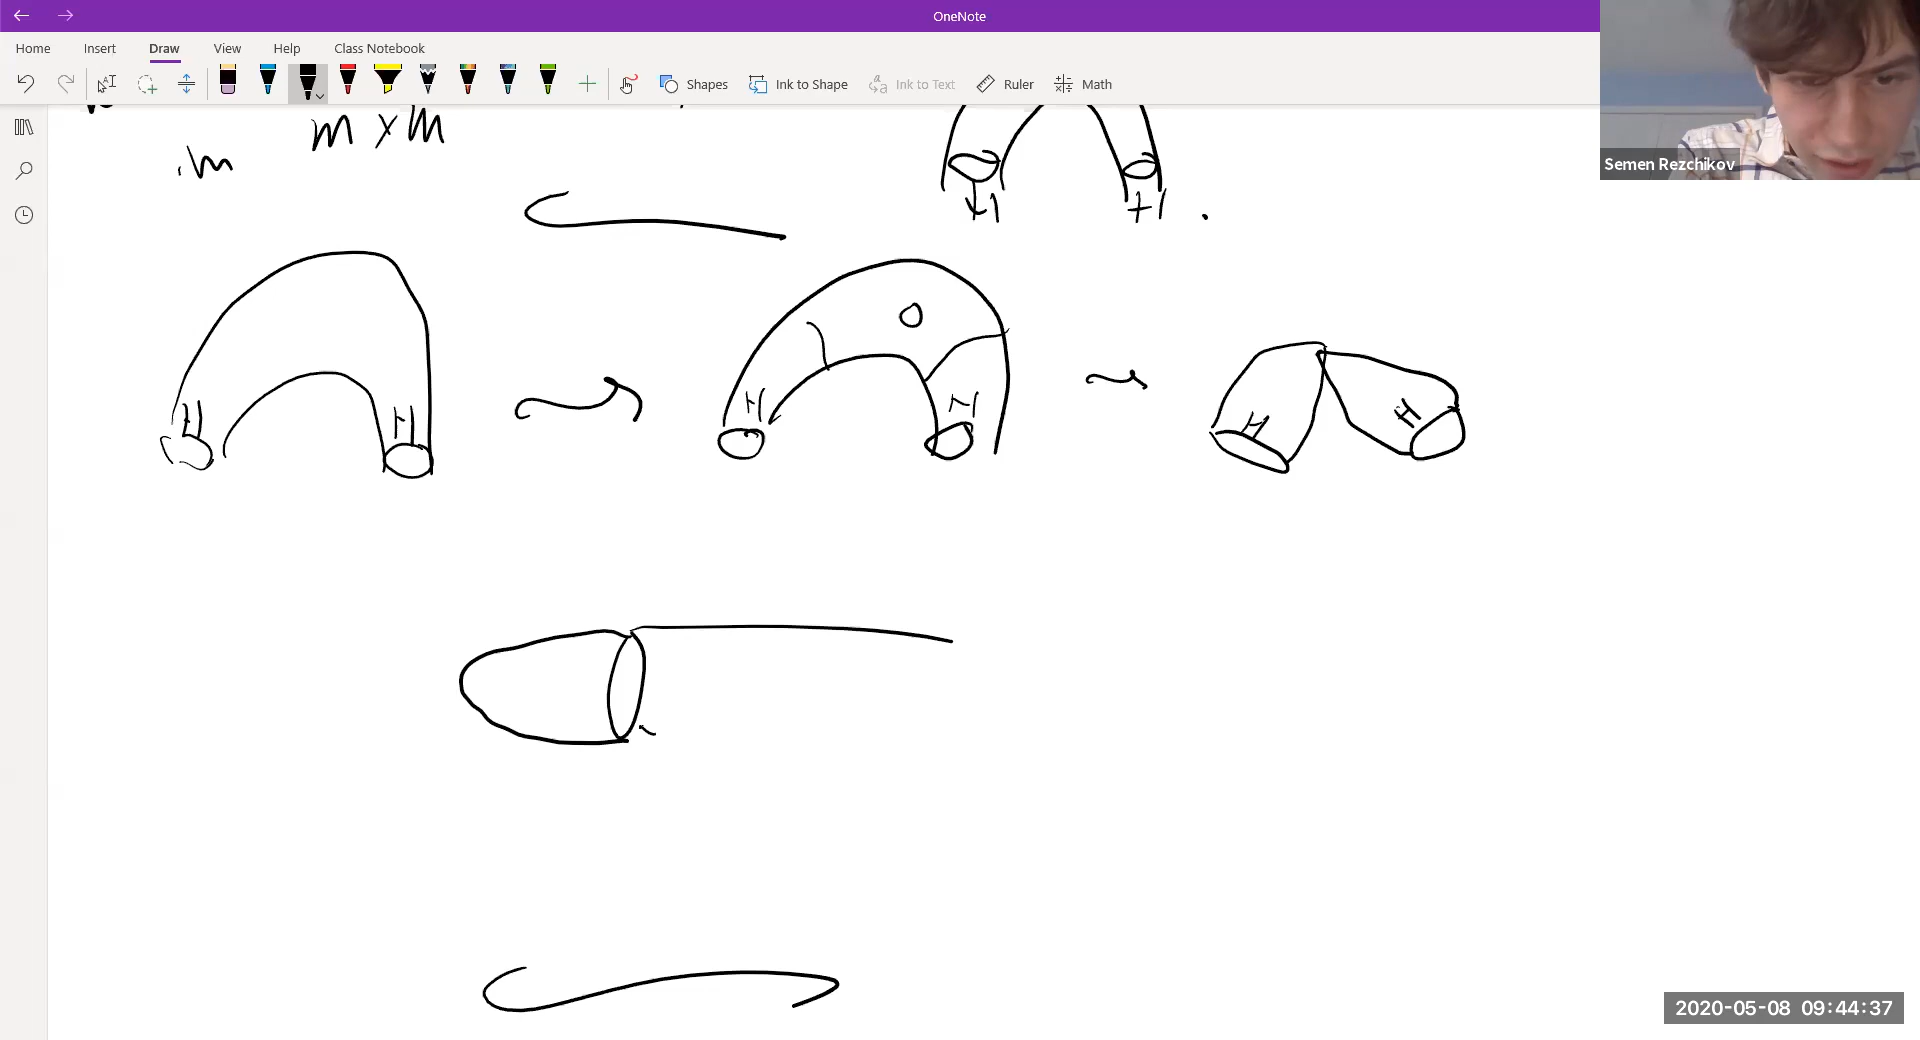 OneNote
Home Insert Draw View Help Class Notebook
Shapes Ink to Shape Ink to Text Ruler Math
m x m
m
+1 +1 .
H H H H H H
0
Semen Rezchikov
2020-05-08 09:44:37